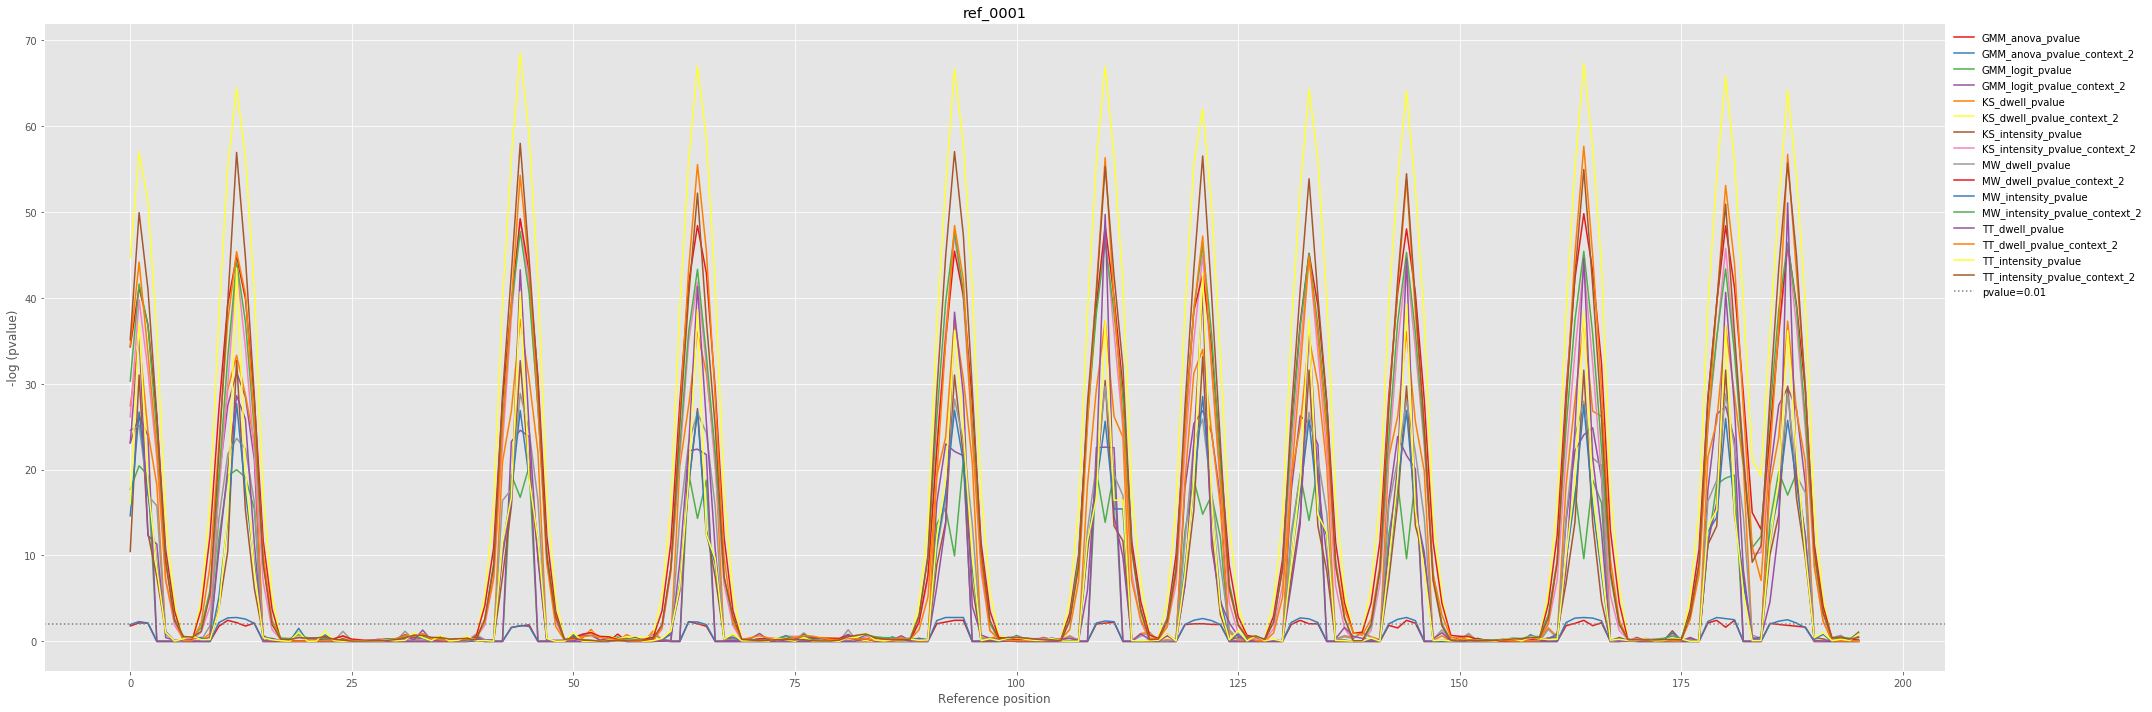 ref_0001
70
60
50
40
30
20
10
0
-log (pvalue)
0 25 50 75 100 125 150 175 200
Reference position
GMM_anova_pvalue
GMM_anova_pvalue_context_2
GMM_logit_pvalue
GMM_logit_pvalue_context_2
KS_dwell_pvalue
KS_dwell_pvalue_context_2
KS_intensity_pvalue
KS_intensity_pvalue_context_2
MW_dwell_pvalue
MW_dwell_pvalue_context_2
MW_intensity_pvalue
MW_intensity_pvalue_context_2
TT_dwell_pvalue
TT_dwell_pvalue_context_2
TT_intensity_pvalue
TT_intensity_pvalue_context_2
pvalue=0.01